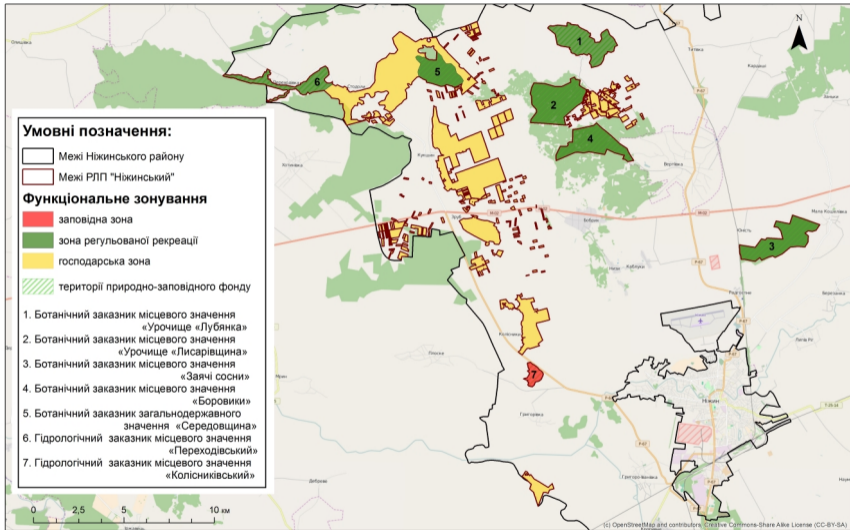 Умовні позначення:
Межі Ніжинського району
Межі РЛП "Ніжинський"
Функціональне зонування
заповідна зона
зона регульованої рекреації
господарська зона
території природно-заповідного фонду
1. Ботанічний заказник місцевого значення
«Урочище «Лубянка»
2. Ботанічний заказник місцевого значення
«Урочище «Лисарівщина»
3. Ботанічний заказник місцевого значення
«Заячі сосни»
4. Ботанічний заказник місцевого значення
«Боровики»
5. Ботанічний заказник загальнодержавного
значення «Середовщина»
6. Гідрологічний заказник місцевого значення
«Переходівський»
7. Гідрологічний заказник місцевого значення
«Колісниківський»
0 2,5 5 10 км
N
1
2
3
4
5
6
7
Ніжин
Григорівка
(c) OpenStreetMap and contributors, Creative Commons-Share Alike License (CC-BY-SA)